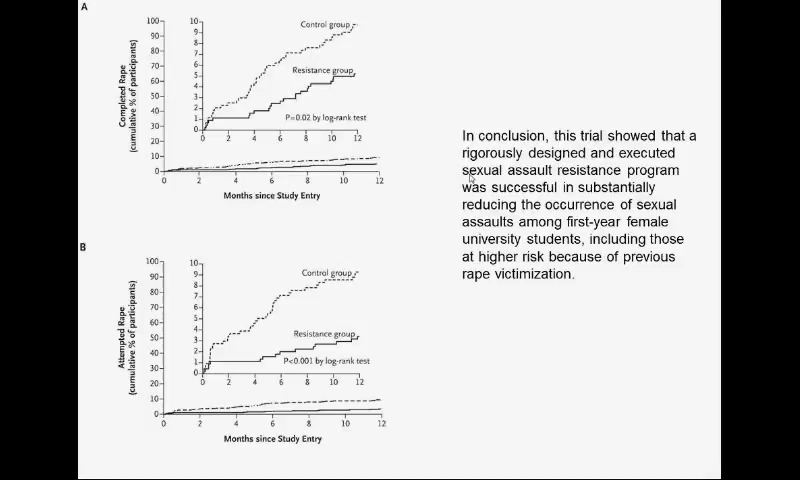 A
Completed Rape
(cumulative % of participants)
100
90
80
70
60
50
40
30
20
10
0
10
9
8
7
6
5
4
3
2
1
0
Control group
Resistance group
P=0.02 by log-rank test
0 2 4 6 8 10 12
0 2 4 6 8 10 12
Months since Study Entry
B
Attempted Rape
(cumulative % of participants)
100
90
80
70
60
50
40
30
20
10
0
10
9
8
7
6
5
4
3
2
1
0
Control group
Resistance group
P<0.001 by log-rank test
0 2 4 6 8 10 12
0 2 4 6 8 10 12
Months since Study Entry
In conclusion, this trial showed that a
rigorously designed and executed
sexual assault resistance program
was successful in substantially
reducing the occurrence of sexual
assaults among first-year female
university students, including those
at higher risk because of previous
rape victimization.